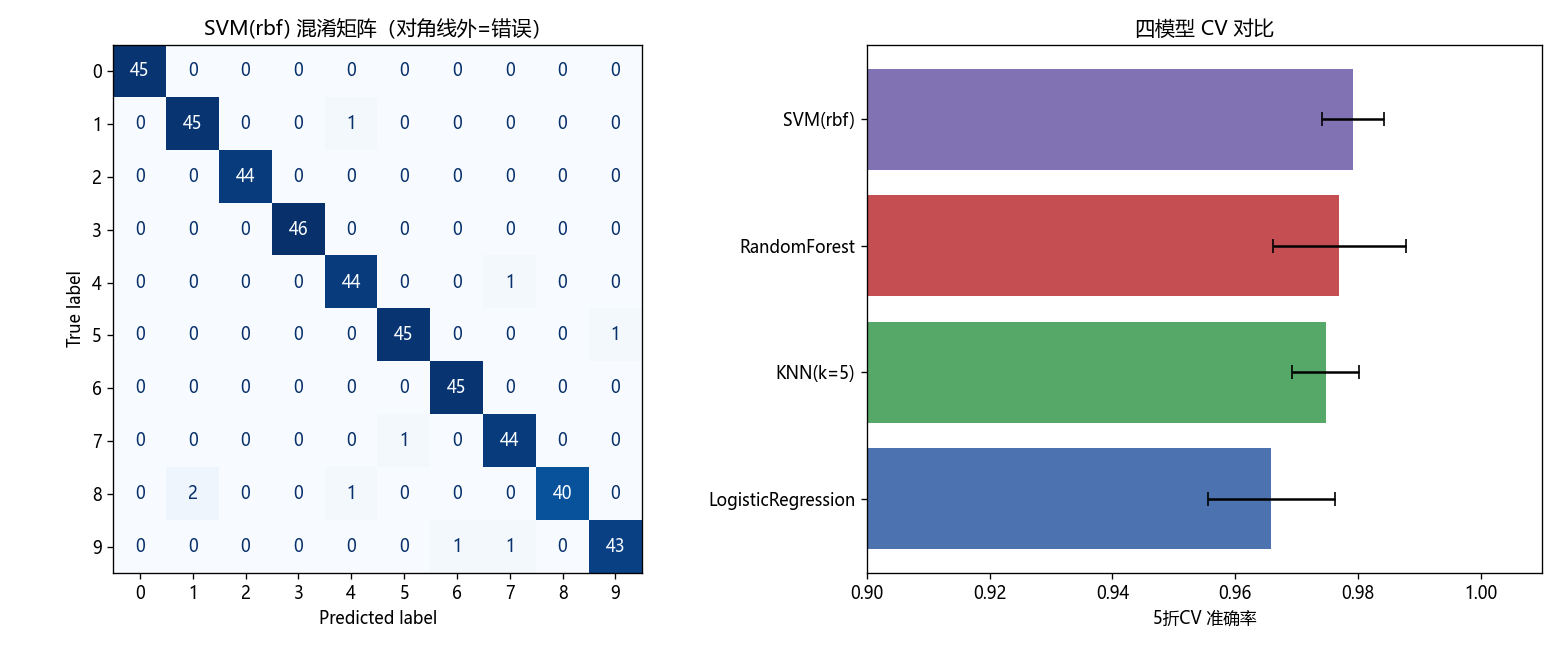 SVM(rbf) 混淆矩阵（对角线外=错误）
0 45 0 0 0 0 0 0 0 0 0
1 0 45 0 0 1 0 0 0 0 0
2 0 0 44 0 0 0 0 0 0 0
3 0 0 0 46 0 0 0 0 0 0
4 0 0 0 0 44 0 0 1 0 0
5 0 0 0 0 0 45 0 0 0 1
6 0 0 0 0 0 0 45 0 0 0
7 0 0 0 0 0 1 0 44 0 0
8 0 2 0 0 1 0 0 0 40 0
9 0 0 0 0 0 0 1 1 0 43
0 1 2 3 4 5 6 7 8 9
True label
Predicted label
四模型 CV 对比
SVM(rbf)
RandomForest
KNN(k=5)
LogisticRegression
0.90 0.92 0.94 0.96 0.98 1.00
5折CV 准确率